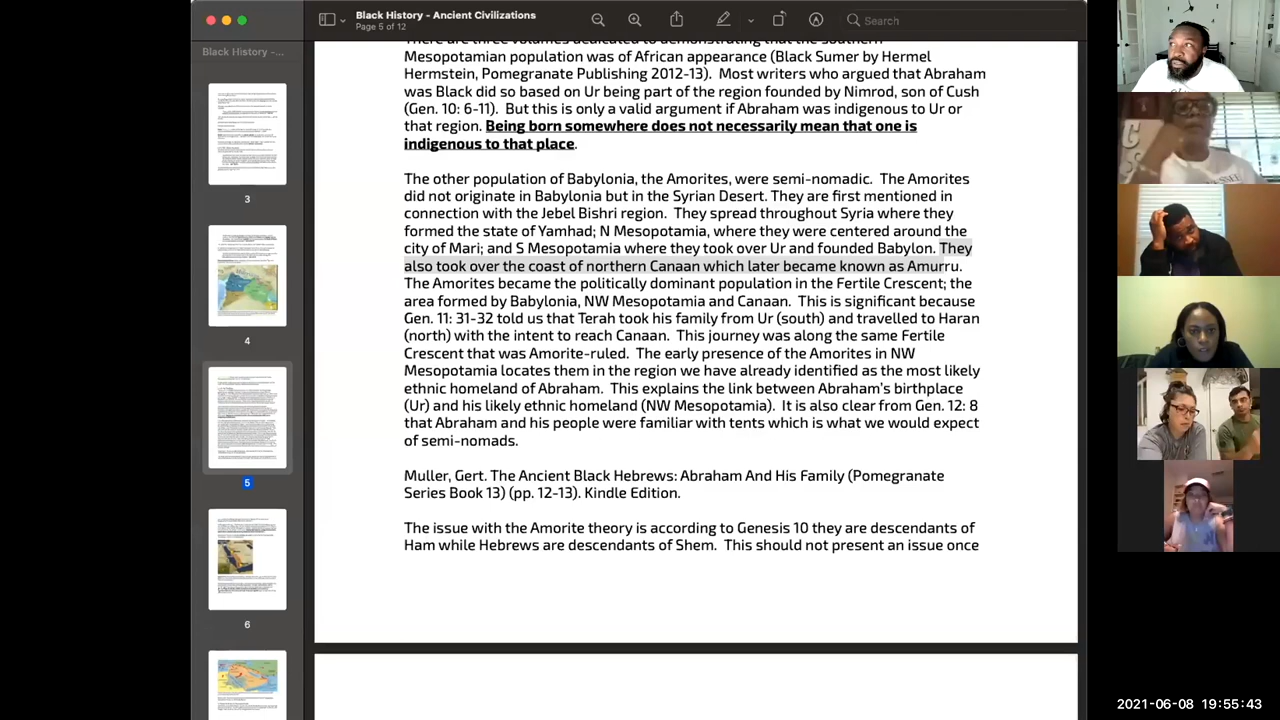 Black History - Ancient Civilizations
Page 5 of 12
Search
Black History -...
3
4
5
6
There are three volumes dedicated to demonstrating that the southern
Mesopotamian population was of African appearance (Black Sumer by Hermel
Hermstein, Pomegranate Publishing 2012-13). Most writers who argued that Abraham
was Black did so based on Ur being part of the region founded by Nimrod, son of Cush
(Gen. 10: 6-11). But this is only a valid argument if Abraham was indigenous to Ur or
that region. Being born somewhere does not necessarily mean that one is
indigenous to that place.
The other population of Babylonia, the Amorites, were semi-nomadic. The Amorites
did not originate in Babylonia but in the Syrian Desert. They are first mentioned in
connection with the Jebel Bishri region. They spread throughout Syria where they
formed the state of Yamhad; N Mesopotamia, where they were centered around the
city of Mari; and S Mesopotamia where they took over Ur and founded Babylon. They
also took over the coast of northern Canaan which later became known as Amurru.
The Amorites became the politically dominant population in the Fertile Crescent; the
area formed by Babylonia, NW Mesopotamia and Canaan. This is significant because
Gen. 11: 31-32 told us that Terah took his family from Ur (south) and travelled to Haran
(north) with the intent to reach Canaan. This journey was along the same Fertile
Crescent that was Amorite-ruled. The early presence of the Amorites in NW
Mesopotamia locates them in the region we have already identified as the most likely
ethnic homeland of Abraham. This explains the link between Abraham's birthplace
(Ur) and his likely ethnic homeland (NW Mesopotamia). It is also clear from Gen. 12: 8
that Abraham and his people were familiar with tents which is what we would expect
of semi-nomads.
Muller, Gert. The Ancient Black Hebrews: Abraham And His Family (Pomegranate
Series Book 13) (pp. 12-13). Kindle Edition.
The issue with the Amorite theory is according to Genesis 10 they are descendants of
Ham while Hebrews are descendants of Shem. This should not present an issue once
2021-06-08 19:55:43